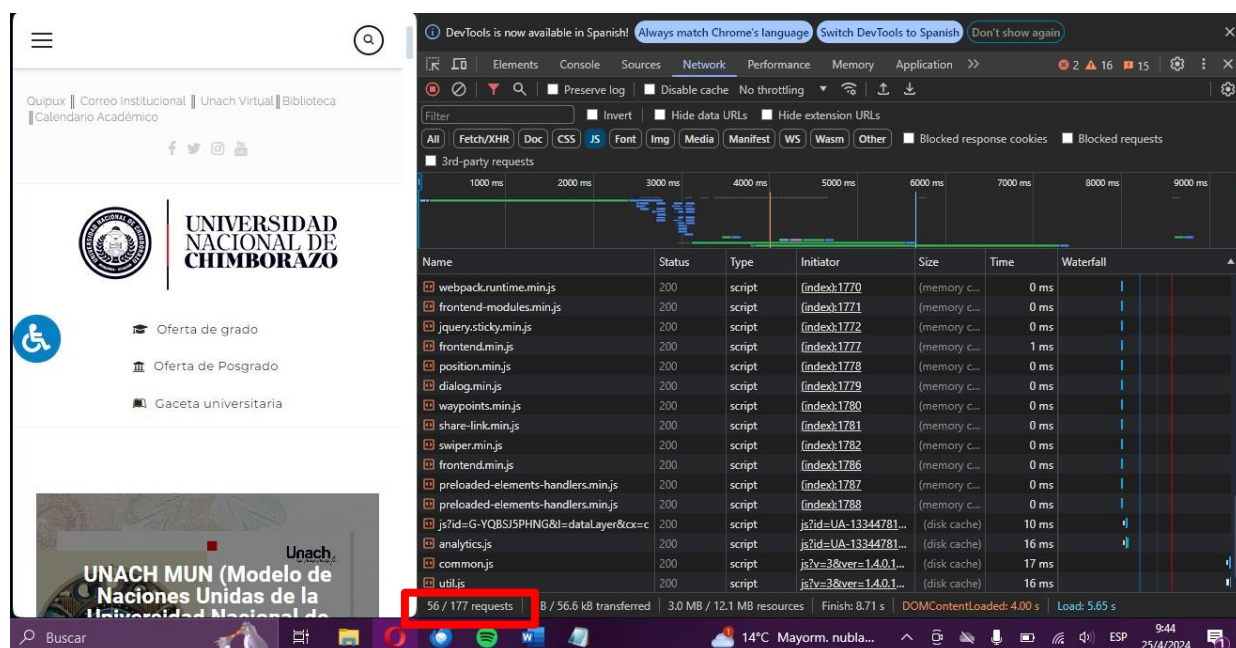 Quipux || Correo Institucional || Unach Virtual || Biblioteca
|| Calendario Académico
UNIVERSIDAD
NACIONAL DE
CHIMBORAZO
Oferta de grado
Oferta de Posgrado
Gaceta universitaria
Unach
UNACH MUN (Modelo de
Naciones Unidas de la
Universidad Nacional de
DevTools is now available in Spanish! Always match Chrome's language Switch DevTools to Spanish Don't show again
Elements Console Sources Network Performance Memory Application 2 16 15
Preserve log Disable cache No throttling
Filter Invert Hide data URLs Hide extension URLs
All Fetch/XHR Doc CSS JS Font Img Media Manifest WS Wasm Other Blocked response cookies Blocked requests
3rd-party requests
1000 ms 2000 ms 3000 ms 4000 ms 5000 ms 6000 ms 7000 ms 8000 ms 9000 ms
Name Status Type Initiator Size Time Waterfall
webpack.runtime.min.js 200 script (index):1770 (memory c... 0 ms
frontend-modules.min.js 200 script (index):1771 (memory c... 0 ms
jquery.sticky.min.js 200 script (index):1772 (memory c... 0 ms
frontend.min.js 200 script (index):1777 (memory c... 1 ms
position.min.js 200 script (index):1778 (memory c... 0 ms
dialog.min.js 200 script (index):1779 (memory c... 0 ms
waypoints.min.js 200 script (index):1780 (memory c... 0 ms
share-link.min.js 200 script (index):1781 (memory c... 0 ms
swiper.min.js 200 script (index):1782 (memory c... 0 ms
frontend.min.js 200 script (index):1786 (memory c... 0 ms
preloaded-elements-handlers.min.js 200 script (index):1787 (memory c... 0 ms
preloaded-elements-handlers.min.js 200 script (index):1788 (memory c... 0 ms
js?id=G-YQBSJ5PHNG&l=dataLayer&cx=c 200 script js?id=UA-13344781... (disk cache) 10 ms
analytics.js 200 script js?id=UA-13344781... (disk cache) 16 ms
common.js 200 script js?v=3&ver=1.4.0.1... (disk cache) 17 ms
util.js 200 script js?v=3&ver=1.4.0.1... (disk cache) 16 ms
56 / 177 requests B / 56.6 kB transferred 3.0 MB / 12.1 MB resources Finish: 8.71 s DOMContentLoaded: 4.00 s Load: 5.65 s
Buscar 14°C Mayorm. nubla... ESP 9:44
25/4/2024